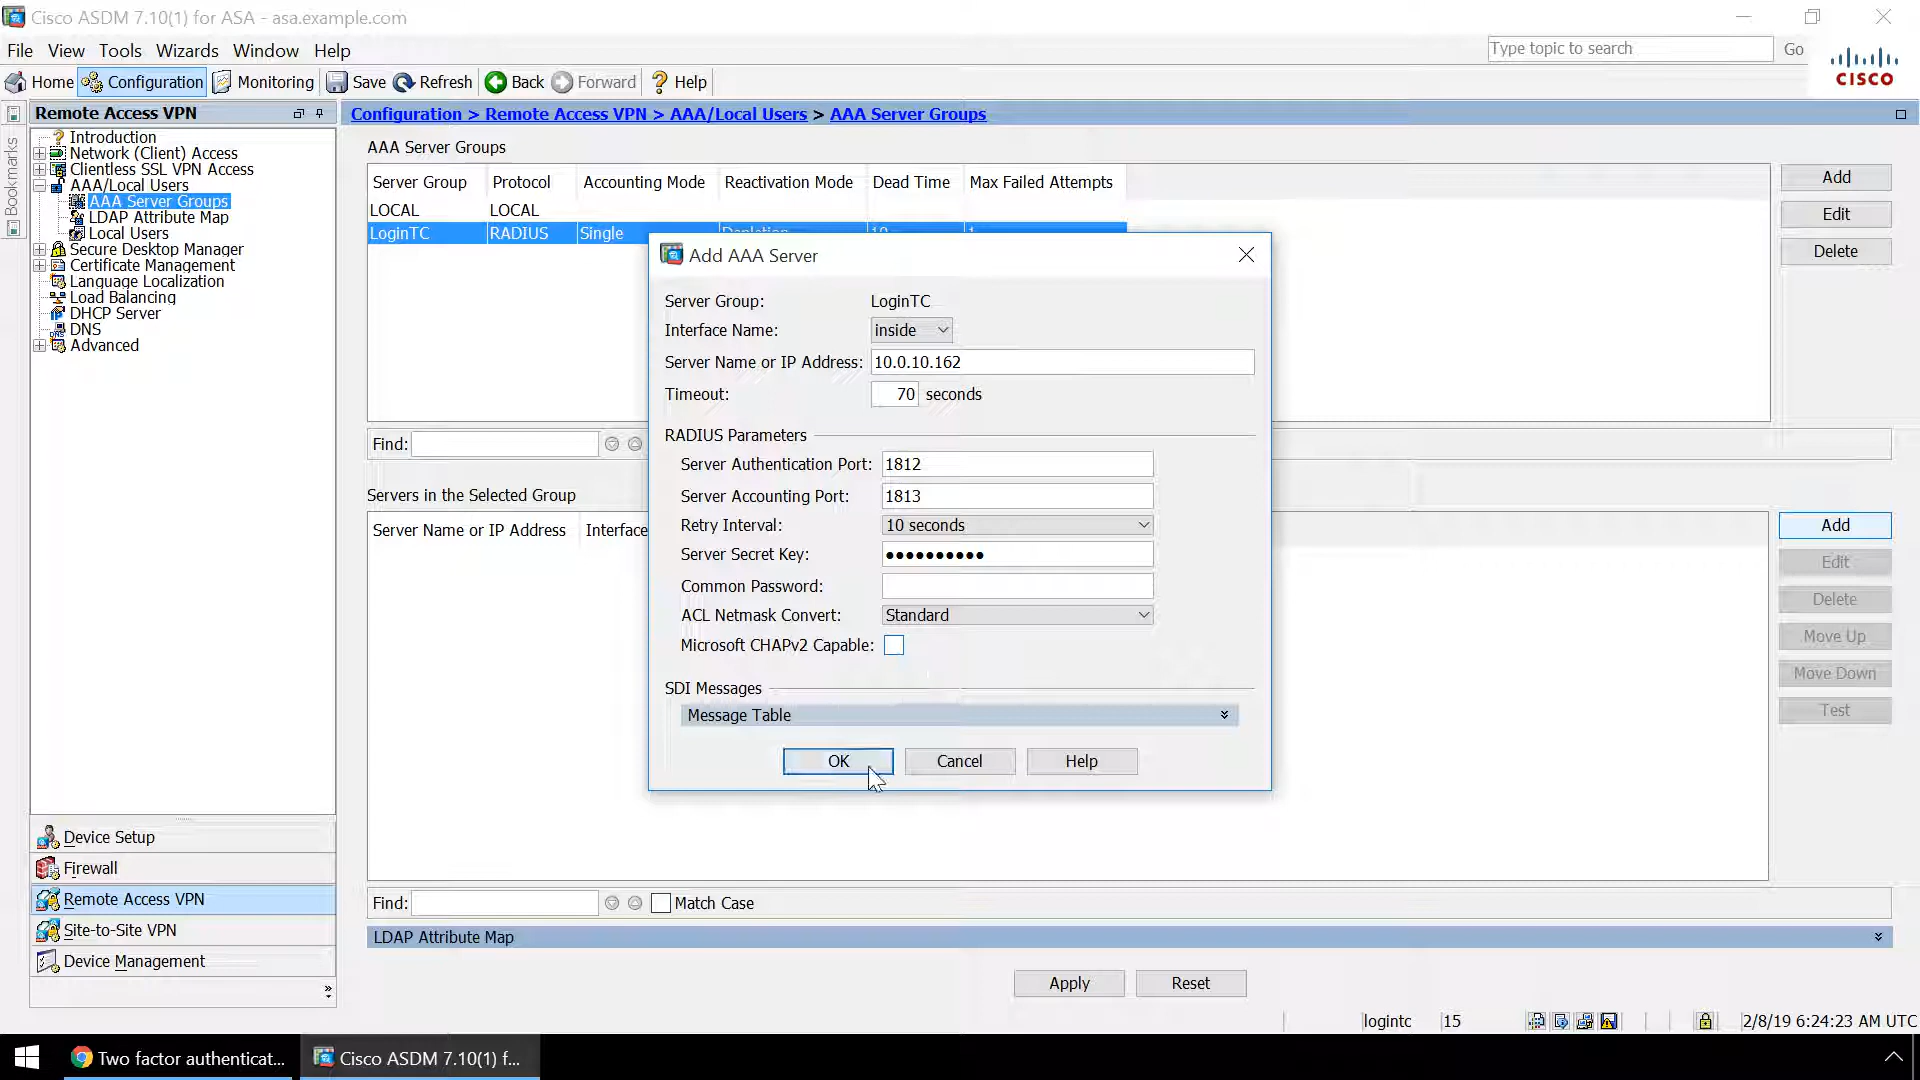 Cisco ASDM 7.10(1) for ASA - asa.example.com
File View Tools Wizards Window Help
Type topic to search Go
CISCO
Home Configuration Monitoring Save Refresh Back Forward Help
Bookmarks
Remote Access VPN
Introduction
Network (Client) Access
Clientless SSL VPN Access
AAA/Local Users
AAA Server Groups
LDAP Attribute Map
Local Users
Secure Desktop Manager
Certificate Management
Language Localization
Load Balancing
DHCP Server
DNS
Advanced
Device Setup
Firewall
Remote Access VPN
Site-to-Site VPN
Device Management
Configuration > Remote Access VPN > AAA/Local Users > AAA Server Groups
AAA Server Groups
Server Group Protocol Accounting Mode Reactivation Mode Dead Time Max Failed Attempts
LOCAL LOCAL
LoginTC RADIUS Single Depletion 10 1
Add
Edit
Delete
Find:
Servers in the Selected Group
Server Name or IP Address Interface
Add
Edit
Delete
Move Up
Move Down
Test
Find: Match Case
LDAP Attribute Map
Apply Reset
Add AAA Server
Server Group: LoginTC
Interface Name: inside
Server Name or IP Address: 10.0.10.162
Timeout: 70 seconds
RADIUS Parameters
Server Authentication Port: 1812
Server Accounting Port: 1813
Retry Interval: 10 seconds
Server Secret Key: ●●●●●●●●●●
Common Password:
ACL Netmask Convert: Standard
Microsoft CHAPv2 Capable:
SDI Messages
Message Table
OK Cancel Help
logintc 15 2/8/19 6:24:23 AM UTC
Two factor authenticat... Cisco ASDM 7.10(1) f...